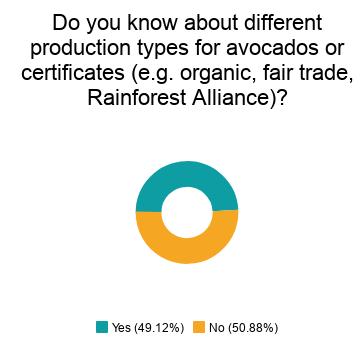 Do you know about different
production types for avocados or
certificates (e.g. organic, fair trade,
Rainforest Alliance)?
Yes (49.12%) No (50.88%)